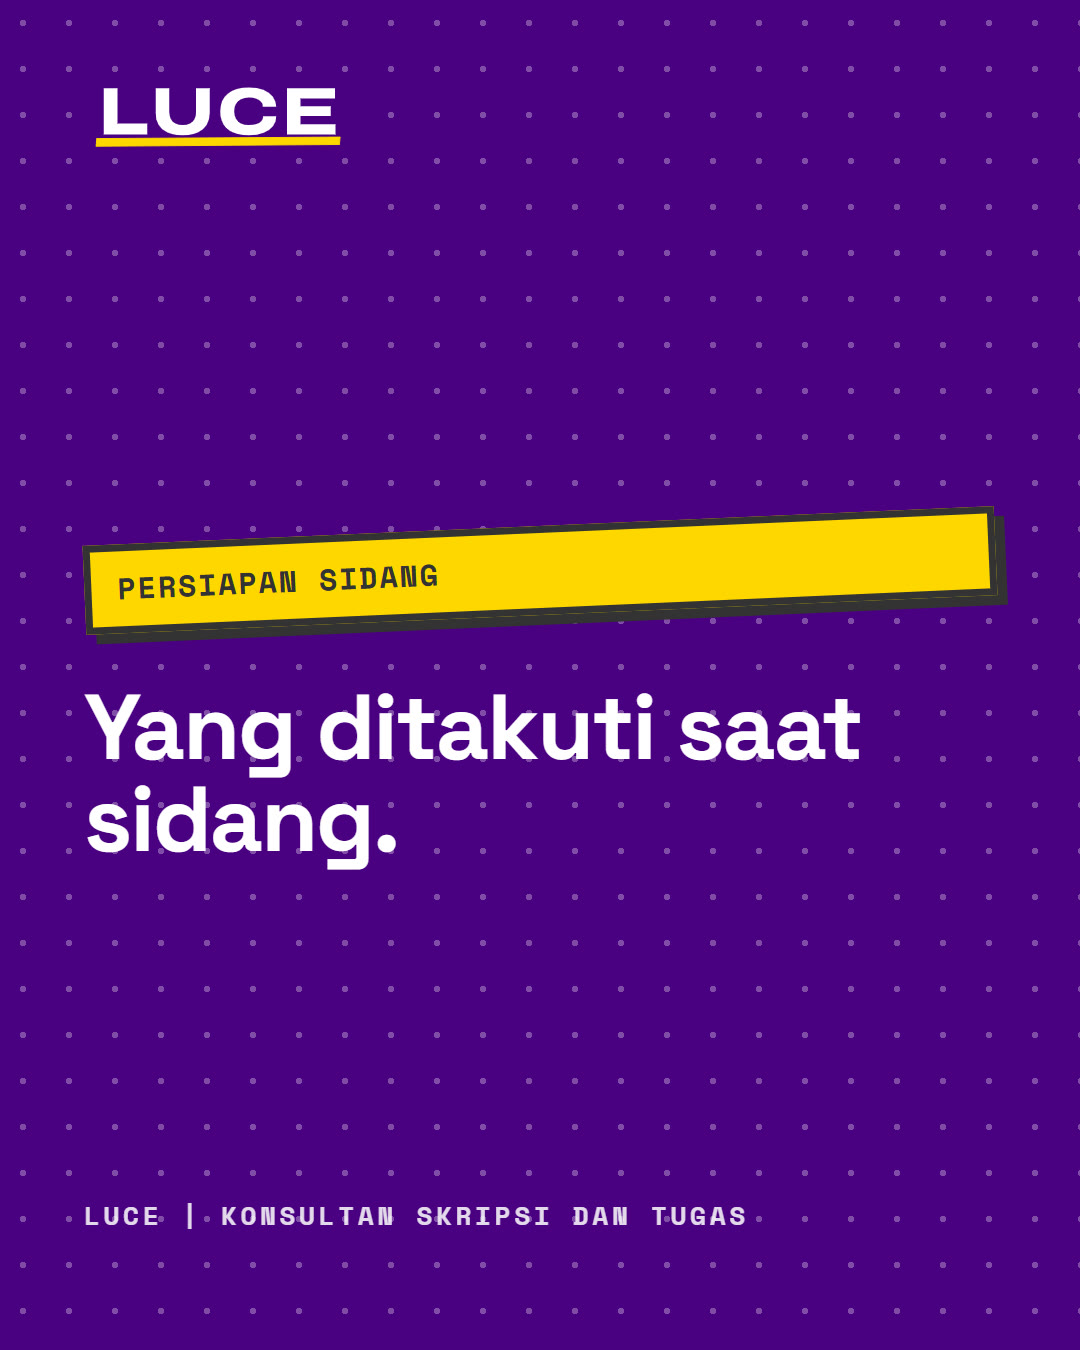 LUCE
PERSIAPAN SIDANG
Yang ditakuti saat
sidang.
LUCE | KONSULTAN SKRIPSI DAN TUGAS